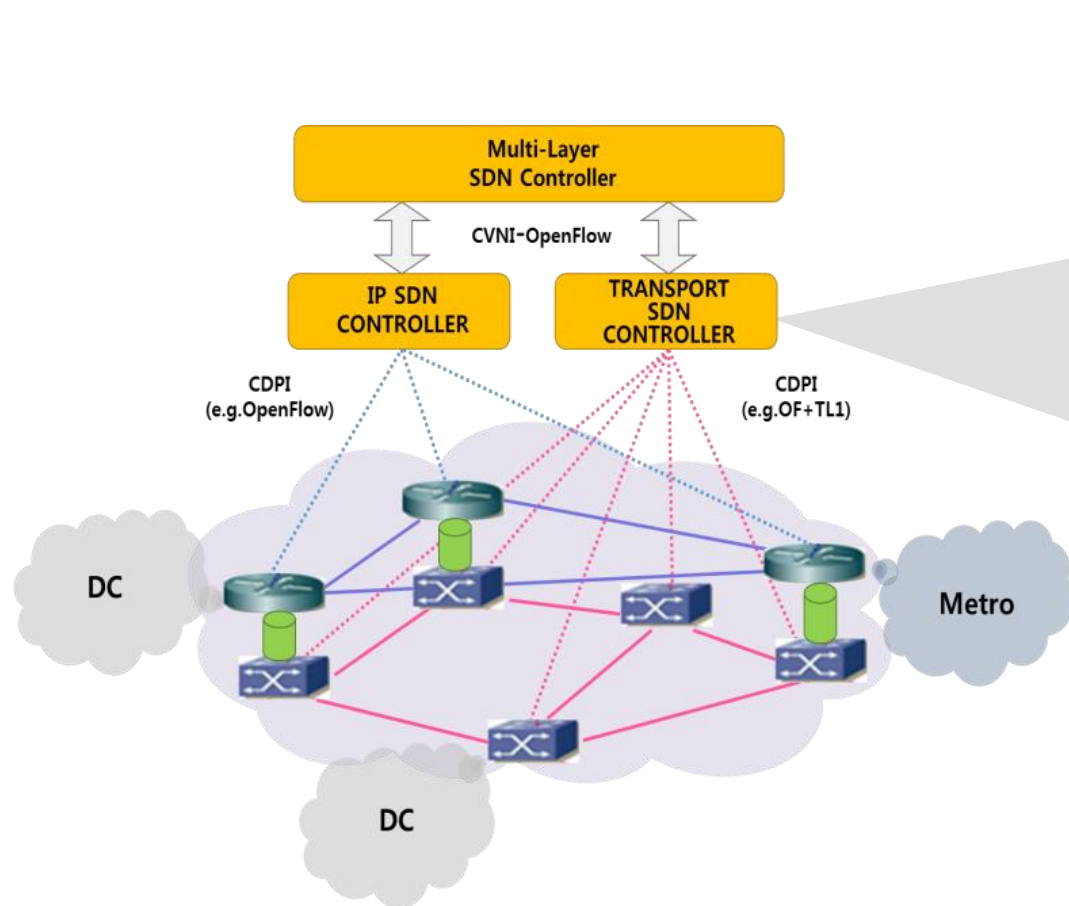 Multi-Layer
SDN Controller
CVNI-OpenFlow
IP SDN
CONTROLLER
TRANSPORT
SDN
CONTROLLER
CDPI
(e.g.OpenFlow)
CDPI
(e.g.OF+TL1)
DC
Metro
DC